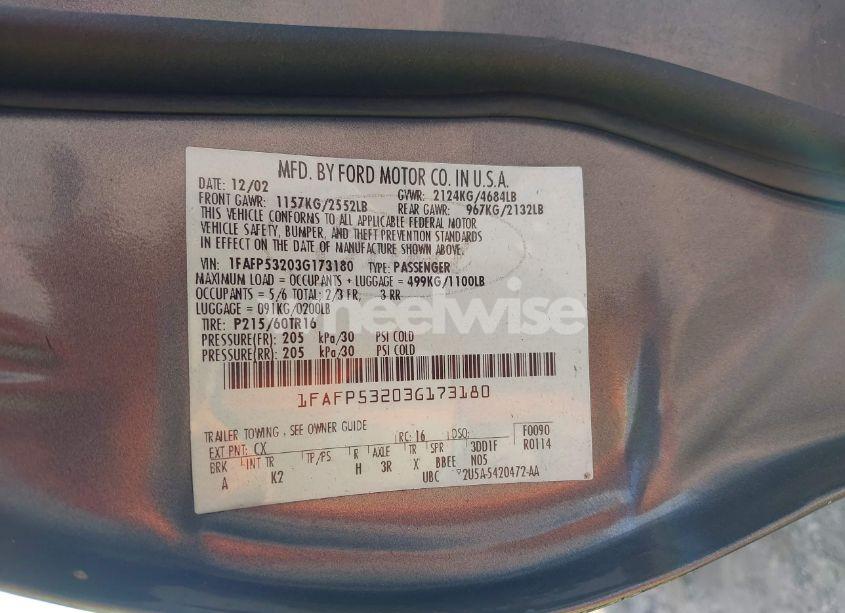 MFD. BY FORD MOTOR CO. IN U.S.A.
DATE: 12/02 GVWR: 2124KG/4684LB
FRONT GAWR: 1157KG/2552LB REAR GAWR: 967KG/2132LB
THIS VEHICLE CONFORMS TO ALL APPLICABLE FEDERAL MOTOR
VEHICLE SAFETY, BUMPER, AND THEFT PREVENTION STANDARDS
IN EFFECT ON THE DATE OF MANUFACTURE SHOWN ABOVE.
VIN: 1FAFP53203G173180 TYPE: PASSENGER
MAXIMUM LOAD = OCCUPANTS + LUGGAGE = 499KG/1100LB
OCCUPANTS = 5/6 TOTAL: 2/3 FR, 3 RR
LUGGAGE = 091KG/0200LB
wheelwise
TIRE: P215/60TR16
PRESSURE(FR): 205 kPa/30 PSI COLD
PRESSURE(RR): 205 kPa/30 PSI COLD
1FAFP53203G173180
TRAILER TOWING, SEE OWNER GUIDE
EXT PNT: CX RC: 16 DSO: F0090
BRK INT TR TP/PS R AXLE TR SPR 3DD1F R0114
A K2 H 3R X BBEE N05
UBC 2U5A-5420472-AA